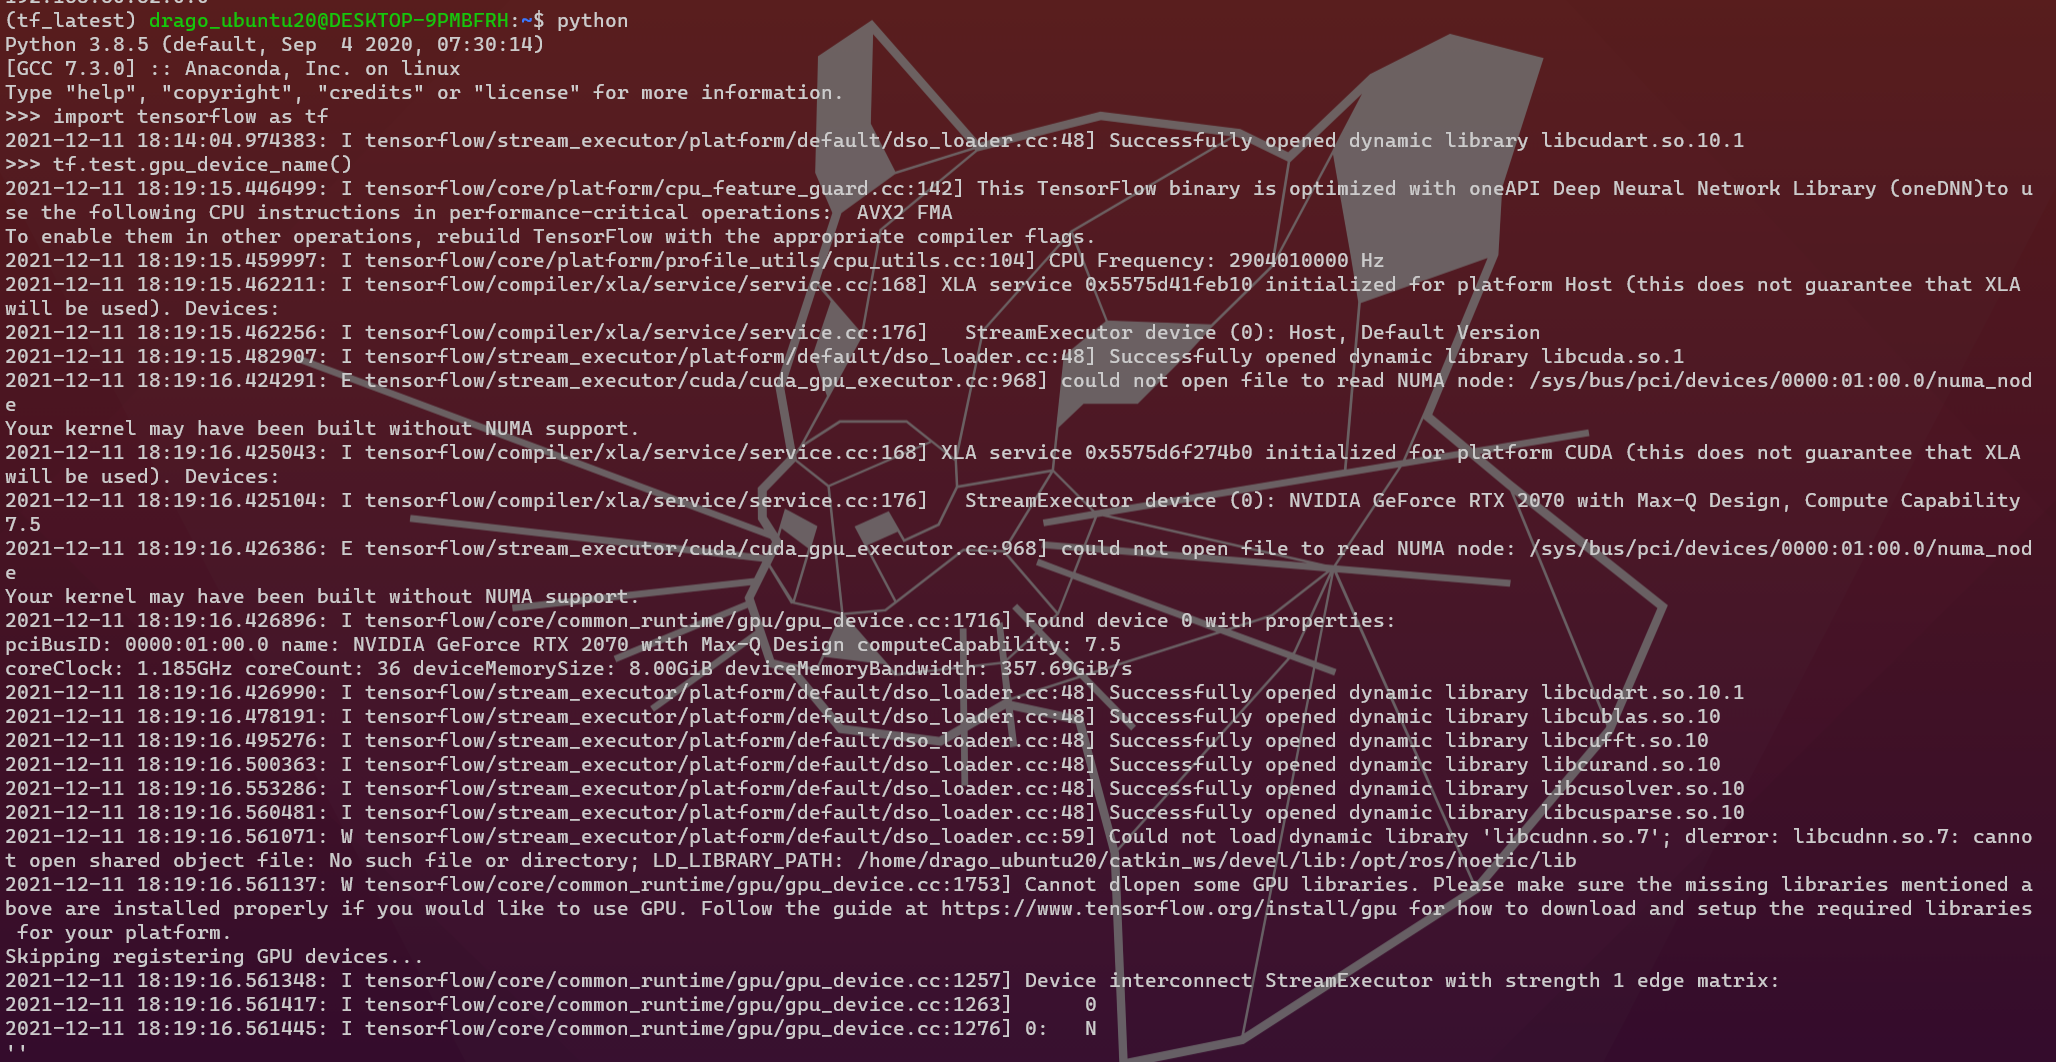 (tf_latest) drago_ubuntu20@DESKTOP-9PMBFRH:~$ python
Python 3.8.5 (default, Sep  4 2020, 07:30:14)
[GCC 7.3.0] :: Anaconda, Inc. on linux
Type "help", "copyright", "credits" or "license" for more information.
>>> import tensorflow as tf
2021-12-11 18:14:04.974383: I tensorflow/stream_executor/platform/default/dso_loader.cc:48] Successfully opened dynamic library libcudart.so.10.1
>>> tf.test.gpu_device_name()
2021-12-11 18:19:15.446499: I tensorflow/core/platform/cpu_feature_guard.cc:142] This TensorFlow binary is optimized with oneAPI Deep Neural Network Library (oneDNN)to u
se the following CPU instructions in performance-critical operations:  AVX2 FMA
To enable them in other operations, rebuild TensorFlow with the appropriate compiler flags.
2021-12-11 18:19:15.459997: I tensorflow/core/platform/profile_utils/cpu_utils.cc:104] CPU Frequency: 2904010000 Hz
2021-12-11 18:19:15.462211: I tensorflow/compiler/xla/service/service.cc:168] XLA service 0x5575d41feb10 initialized for platform Host (this does not guarantee that XLA
will be used). Devices:
2021-12-11 18:19:15.462256: I tensorflow/compiler/xla/service/service.cc:176]   StreamExecutor device (0): Host, Default Version
2021-12-11 18:19:15.482907: I tensorflow/stream_executor/platform/default/dso_loader.cc:48] Successfully opened dynamic library libcuda.so.1
2021-12-11 18:19:16.424291: E tensorflow/stream_executor/cuda/cuda_gpu_executor.cc:968] could not open file to read NUMA node: /sys/bus/pci/devices/0000:01:00.0/numa_nod
e
Your kernel may have been built without NUMA support.
2021-12-11 18:19:16.425043: I tensorflow/compiler/xla/service/service.cc:168] XLA service 0x5575d6f274b0 initialized for platform CUDA (this does not guarantee that XLA
will be used). Devices:
2021-12-11 18:19:16.425104: I tensorflow/compiler/xla/service/service.cc:176]   StreamExecutor device (0): NVIDIA GeForce RTX 2070 with Max-Q Design, Compute Capability
7.5
2021-12-11 18:19:16.426386: E tensorflow/stream_executor/cuda/cuda_gpu_executor.cc:968] could not open file to read NUMA node: /sys/bus/pci/devices/0000:01:00.0/numa_nod
e
Your kernel may have been built without NUMA support.
2021-12-11 18:19:16.426896: I tensorflow/core/common_runtime/gpu/gpu_device.cc:1716] Found device 0 with properties:
pciBusID: 0000:01:00.0 name: NVIDIA GeForce RTX 2070 with Max-Q Design computeCapability: 7.5
coreClock: 1.185GHz coreCount: 36 deviceMemorySize: 8.00GiB deviceMemoryBandwidth: 357.69GiB/s
2021-12-11 18:19:16.426990: I tensorflow/stream_executor/platform/default/dso_loader.cc:48] Successfully opened dynamic library libcudart.so.10.1
2021-12-11 18:19:16.478191: I tensorflow/stream_executor/platform/default/dso_loader.cc:48] Successfully opened dynamic library libcublas.so.10
2021-12-11 18:19:16.495276: I tensorflow/stream_executor/platform/default/dso_loader.cc:48] Successfully opened dynamic library libcufft.so.10
2021-12-11 18:19:16.500363: I tensorflow/stream_executor/platform/default/dso_loader.cc:48] Successfully opened dynamic library libcurand.so.10
2021-12-11 18:19:16.553286: I tensorflow/stream_executor/platform/default/dso_loader.cc:48] Successfully opened dynamic library libcusolver.so.10
2021-12-11 18:19:16.560481: I tensorflow/stream_executor/platform/default/dso_loader.cc:48] Successfully opened dynamic library libcusparse.so.10
2021-12-11 18:19:16.561071: W tensorflow/stream_executor/platform/default/dso_loader.cc:59] Could not load dynamic library 'libcudnn.so.7'; dlerror: libcudnn.so.7: canno
t open shared object file: No such file or directory; LD_LIBRARY_PATH: /home/drago_ubuntu20/catkin_ws/devel/lib:/opt/ros/noetic/lib
2021-12-11 18:19:16.561137: W tensorflow/core/common_runtime/gpu/gpu_device.cc:1753] Cannot dlopen some GPU libraries. Please make sure the missing libraries mentioned a
bove are installed properly if you would like to use GPU. Follow the guide at https://www.tensorflow.org/install/gpu for how to download and setup the required libraries
 for your platform.
Skipping registering GPU devices...
2021-12-11 18:19:16.561348: I tensorflow/core/common_runtime/gpu/gpu_device.cc:1257] Device interconnect StreamExecutor with strength 1 edge matrix:
2021-12-11 18:19:16.561417: I tensorflow/core/common_runtime/gpu/gpu_device.cc:1263]      0
2021-12-11 18:19:16.561445: I tensorflow/core/common_runtime/gpu/gpu_device.cc:1276] 0:   N
''